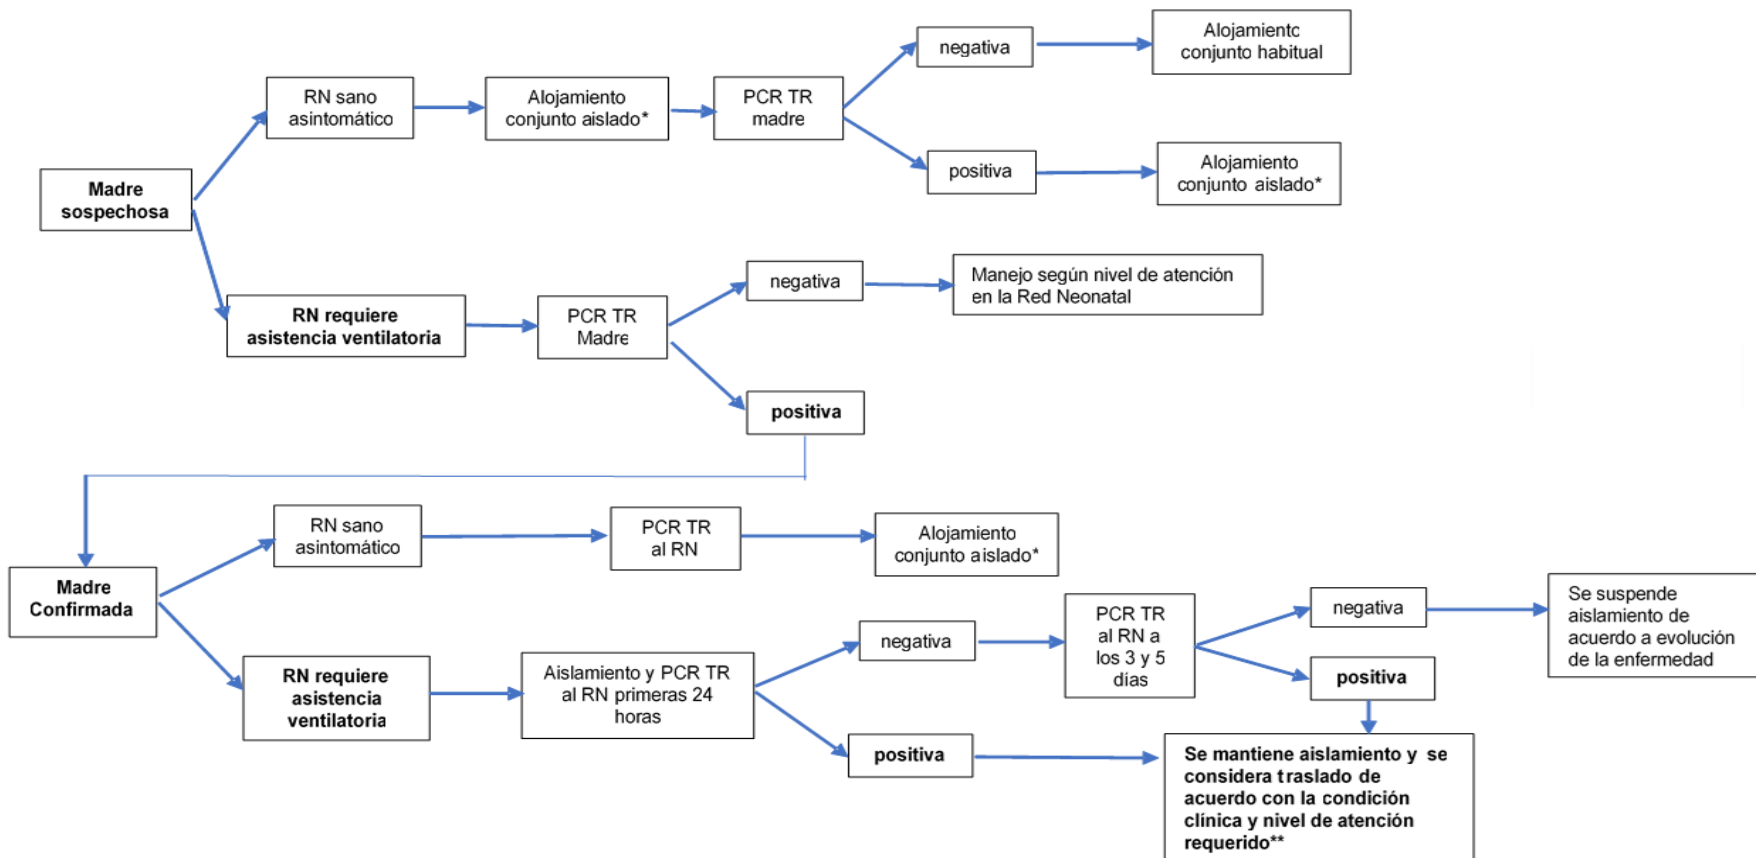 Alojamiento
conjunto habitual
negativa
RN sano
asintomático
Alojamiento
conjunto aislado*
PCR TR
madre
positiva
Alojamiento
conjunto aislado*
Madre
sospechosa
negativa
Manejo según nivel de atención
en la Red Neonatal
RN requiere
asistencia ventilatoria
PCR TR
Madre
positiva
RN sano
asintomático
PCR TR
al RN
Alojamiento
conjunto aislado*
Madre
Confirmada
negativa
PCR TR
al RN a
los 3 y 5
días
negativa
Se suspende
aislamiento de
acuerdo a evolución
de la enfermedad
RN requiere
asistencia
ventilatoria
Aislamiento y PCR TR
al RN primeras 24
horas
positiva
positiva
Se mantiene aislamiento y se
considera traslado de
acuerdo con la condición
clínica y nivel de atención
requerido**